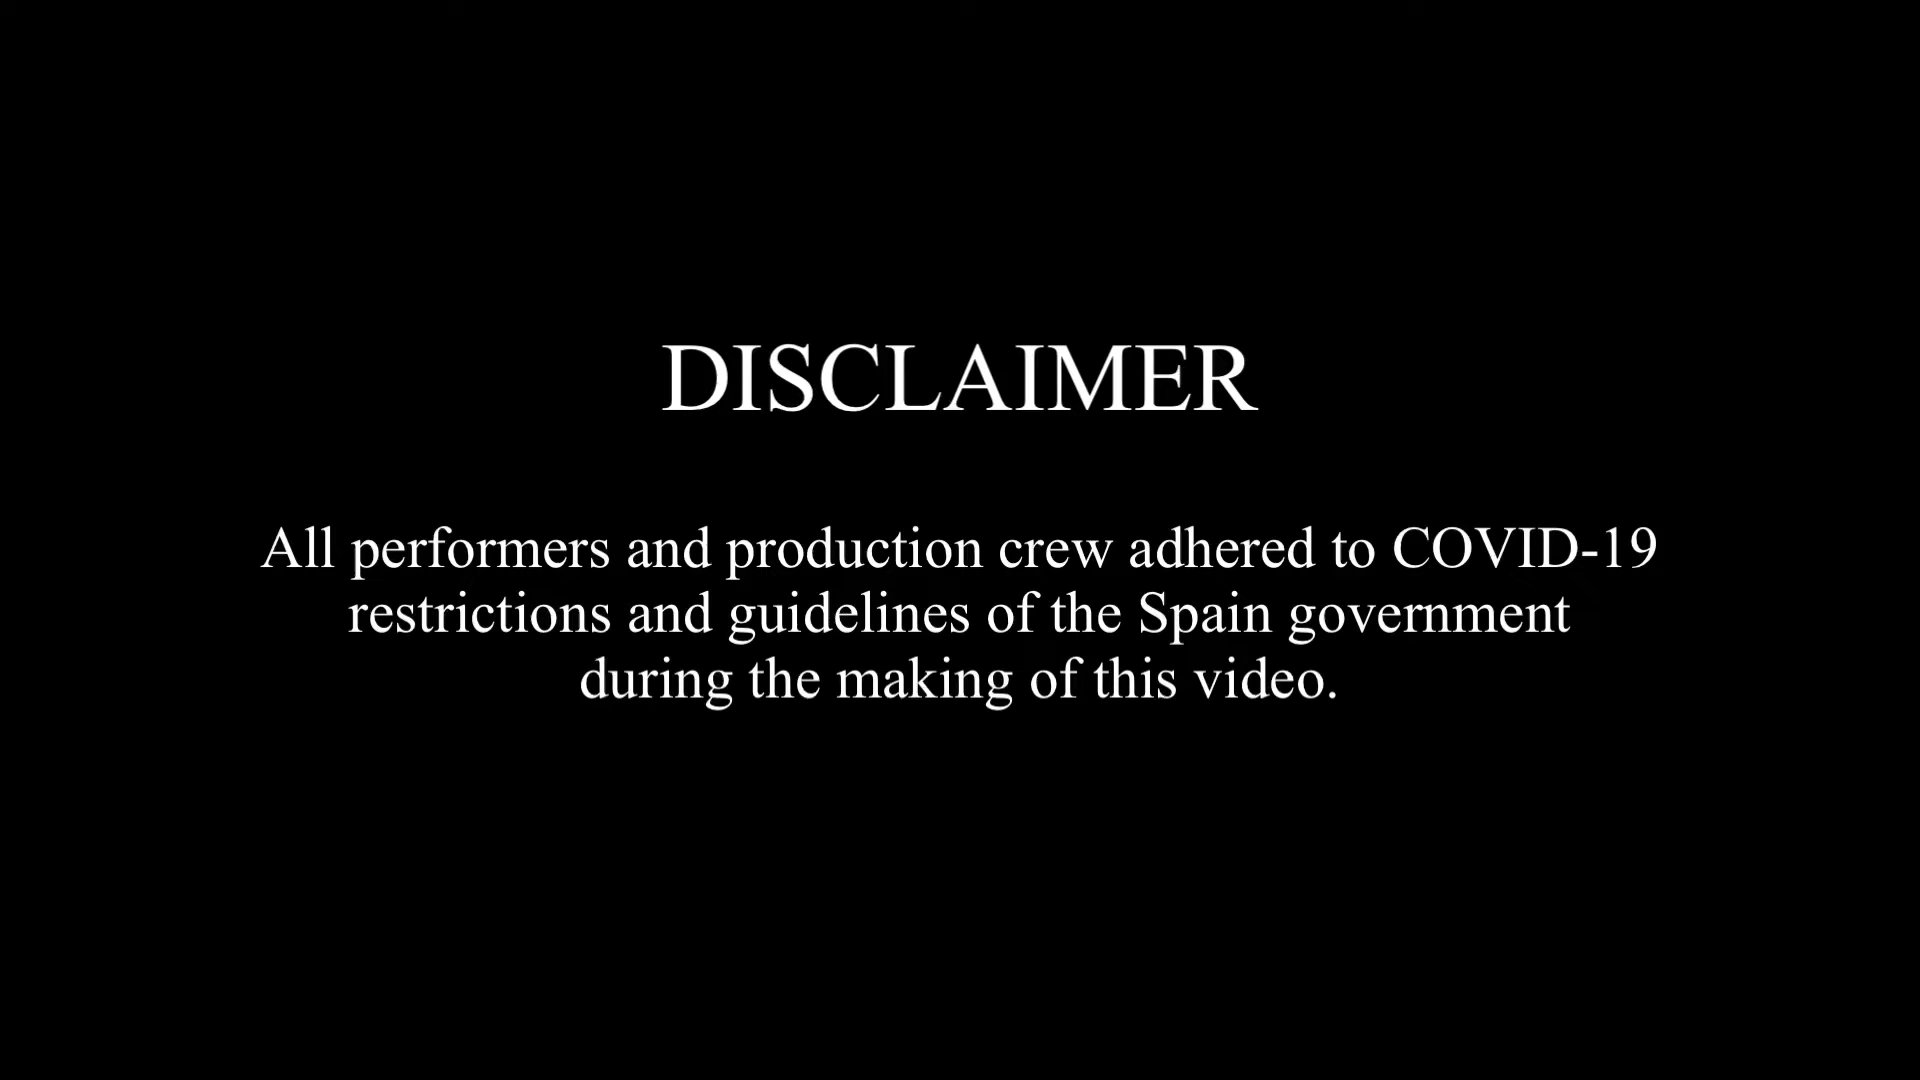 DISCLAIMER
All performers and production crew adhered to COVID-19
restrictions and guidelines of the Spain government
during the making of this video.